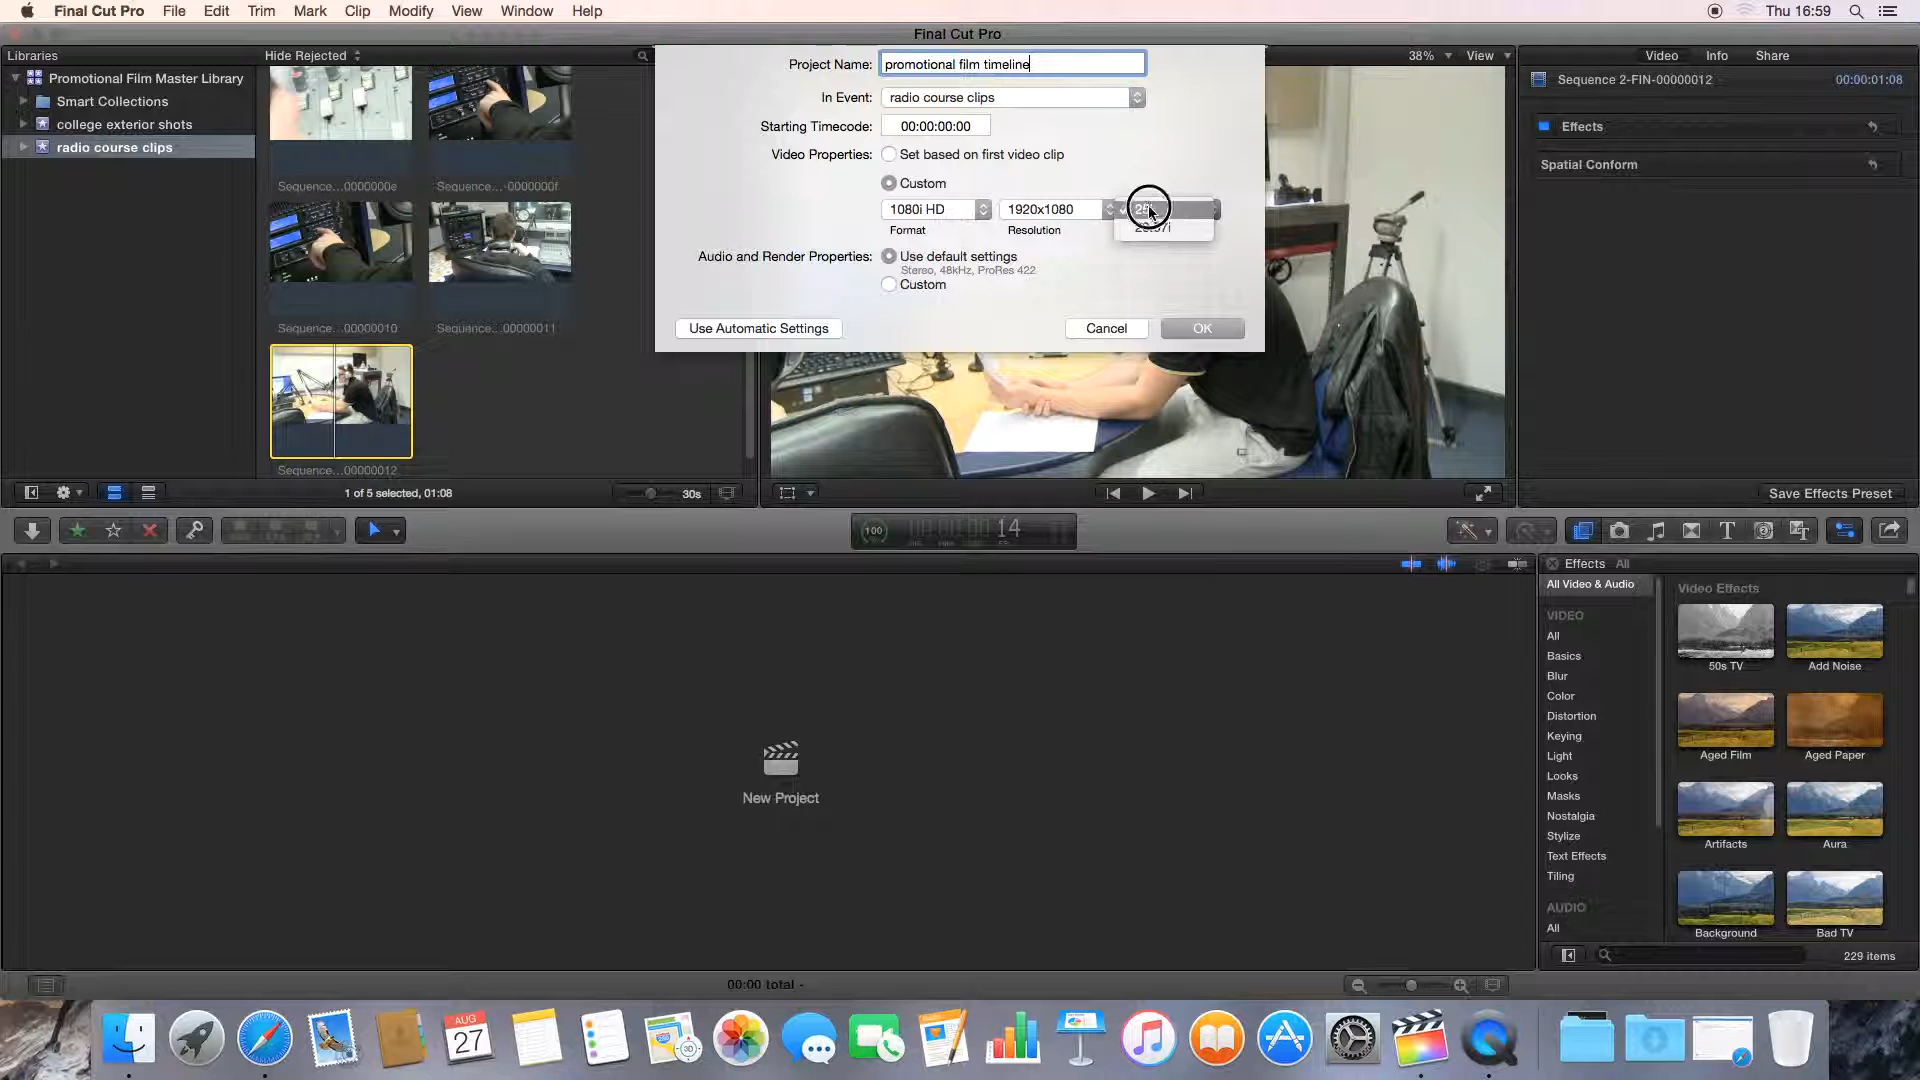 Final Cut Pro File Edit Trim Mark Clip Modify View Window Help Thu 16:59
Final Cut Pro
Libraries
Hide Rejected
Promotional Film Master Library
Smart Collections
college exterior shots
radio course clips
Sequence...0000000e
Sequence...-0000000f
Sequence...00000010
Sequence...00000011
Sequence...00000012
1 of 5 selected, 01:08
30s
Project Name: promotional film timeline
In Event: radio course clips
Starting Timecode: 00:00:00:00
Video Properties: Set based on first video clip
Custom
1080i HD 1920x1080
Format Resolution
Audio and Render Properties: Use default settings
Stereo, 48kHz, ProRes 422
Custom
Use Automatic Settings Cancel OK
38% View
Video Info Share
Sequence 2-FIN-00000012 00:00:01:08
Effects
Spatial Conform
Save Effects Preset
100 14
New Project
00:00 total -
Effects All
All Video & Audio
VIDEO
All
Basics
Blur
Color
Distortion
Keying
Light
Looks
Masks
Nostalgia
Stylize
Text Effects
Tiling
AUDIO
All
Video Effects
50s TV Add Noise
Aged Film Aged Paper
Artifacts Aura
Background Bad TV
229 items
AUG
27